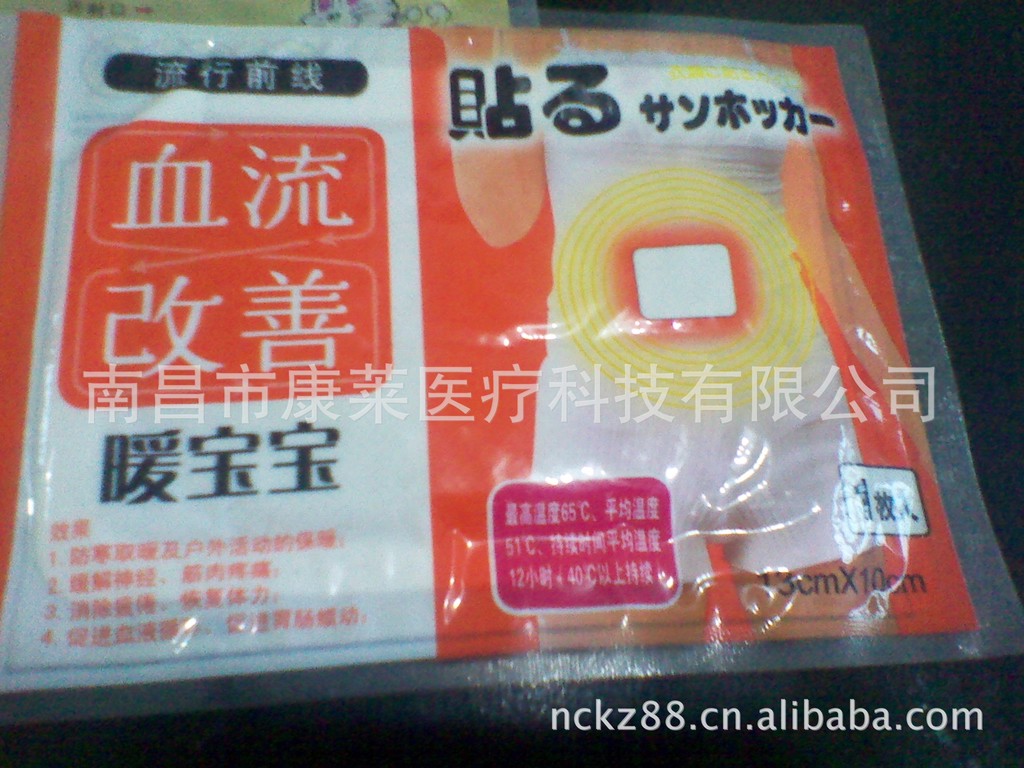 流行前线
血流
改善
暖宝宝
效果
1. 防寒取暖及户外活动的保暖;
2. 缓解神经、筋肉疼痛;
3. 消除疲倦、恢复体力;
4. 促进血液循 促进胃肠蠕动;
貼る サンホッカー
最高温度65℃、平均温度
51℃、持续时间平均温度
12小时（40℃以上持续）
1枚入
13cmX10cm
南昌市康莱医疗科技有限公司
nckz88.cn.alibaba.com